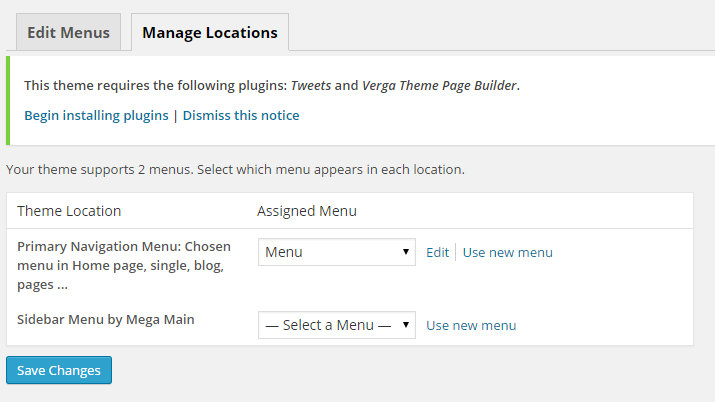 Edit Menus Manage Locations
This theme requires the following plugins: Tweets and Verga Theme Page Builder.
Begin installing plugins | Dismiss this notice
Your theme supports 2 menus. Select which menu appears in each location.
Theme Location Assigned Menu
Primary Navigation Menu: Chosen
menu in Home page, single, blog,
pages ...
Menu Edit Use new menu
Sidebar Menu by Mega Main — Select a Menu — Use new menu
Save Changes